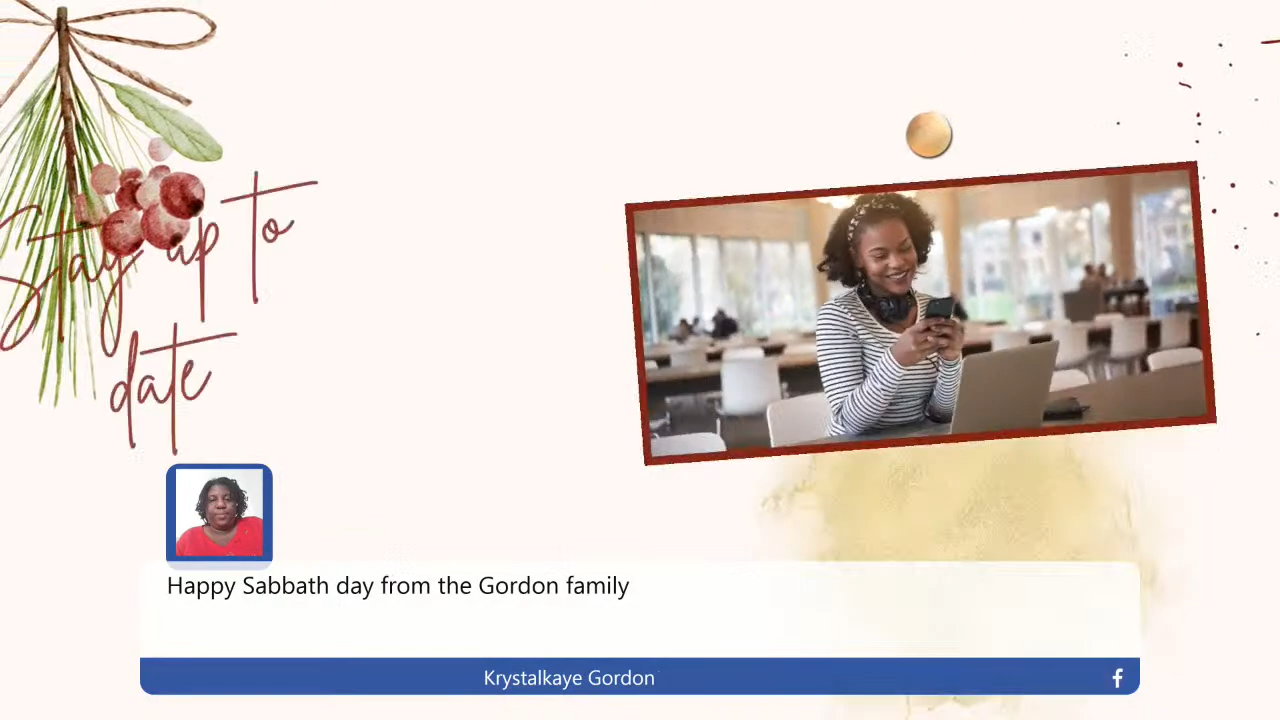 Stay up to
date
Happy Sabbath day from the Gordon family
Krystalkaye Gordon